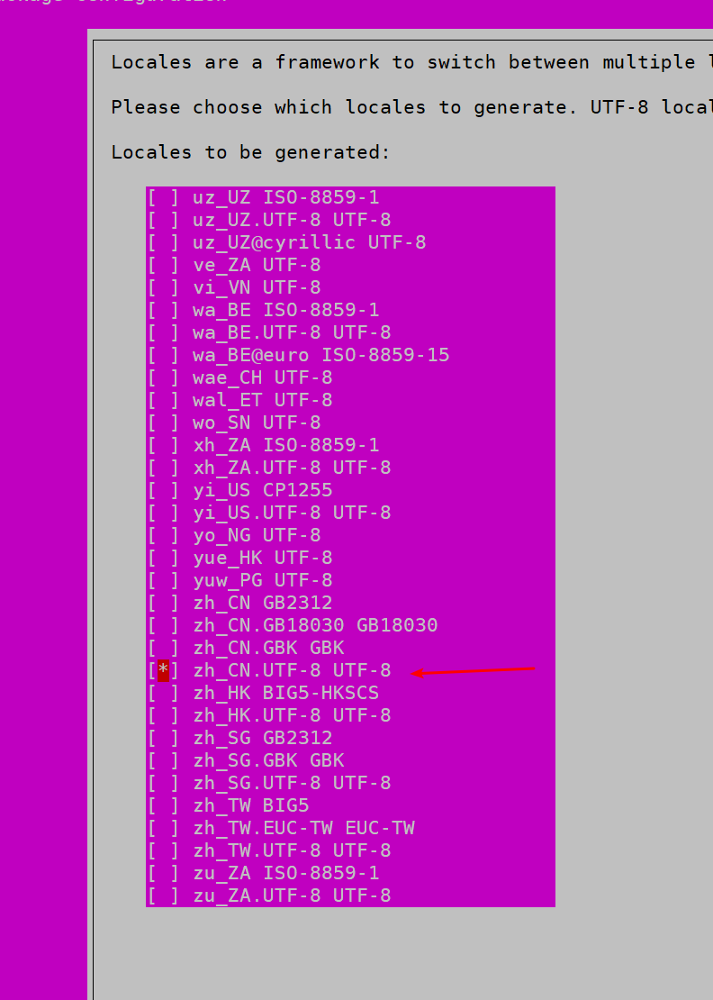 Locales are a framework to switch between multiple
Please choose which locales to generate. UTF-8
Locales to be generated:
[ ] uz_UZ ISO-8859-1
[ ] uz_UZ.UTF-8 UTF-8
[ ] uz_UZ@cyrillic UTF-8
[ ] ve_ZA UTF-8
[ ] vi_VN UTF-8
[ ] wa_BE ISO-8859-1
[ ] wa_BE.UTF-8 UTF-8
[ ] wa_BE@euro ISO-8859-15
[ ] wae_CH UTF-8
[ ] wal_ET UTF-8
[ ] wo_SN UTF-8
[ ] xh_ZA ISO-8859-1
[ ] xh_ZA.UTF-8 UTF-8
[ ] yi_US CP1255
[ ] yi_US.UTF-8 UTF-8
[ ] yo_NG UTF-8
[ ] yue_HK UTF-8
[ ] yuw_PG UTF-8
[ ] zh_CN GB2312
[ ] zh_CN.GB18030 GB18030
[ ] zh_CN.GBK GBK
[*] zh_CN.UTF-8 UTF-8
[ ] zh_HK BIG5-HKSCS
[ ] zh_HK.UTF-8 UTF-8
[ ] zh_SG GB2312
[ ] zh_SG.GBK GBK
[ ] zh_SG.UTF-8 UTF-8
[ ] zh_TW BIG5
[ ] zh_TW.EUC-TW EUC-TW
[ ] zh_TW.UTF-8 UTF-8
[ ] zu_ZA ISO-8859-1
[ ] zu_ZA.UTF-8 UTF-8